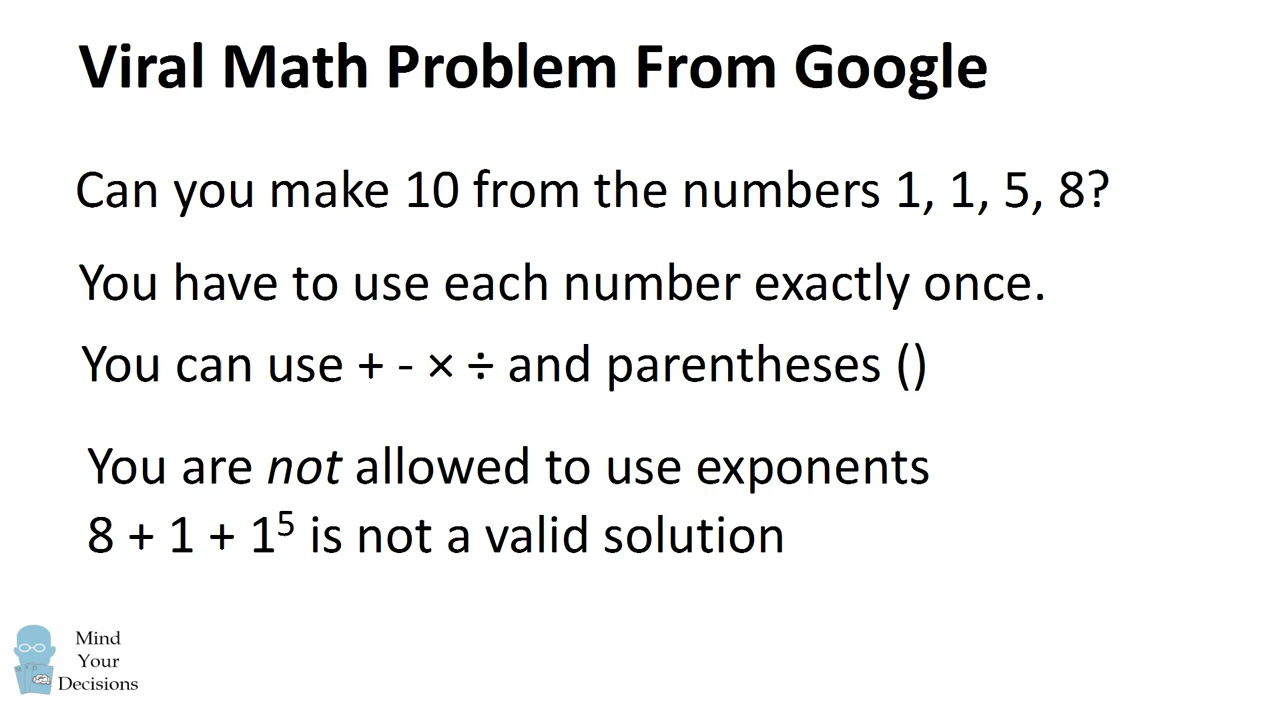 Viral Math Problem From Google
Can you make 10 from the numbers 1, 1, 5, 8?
You have to use each number exactly once.
You can use + - × ÷ and parentheses ()
You are not allowed to use exponents
8 + 1 + 1⁵ is not a valid solution
Mind
Your
Decisions